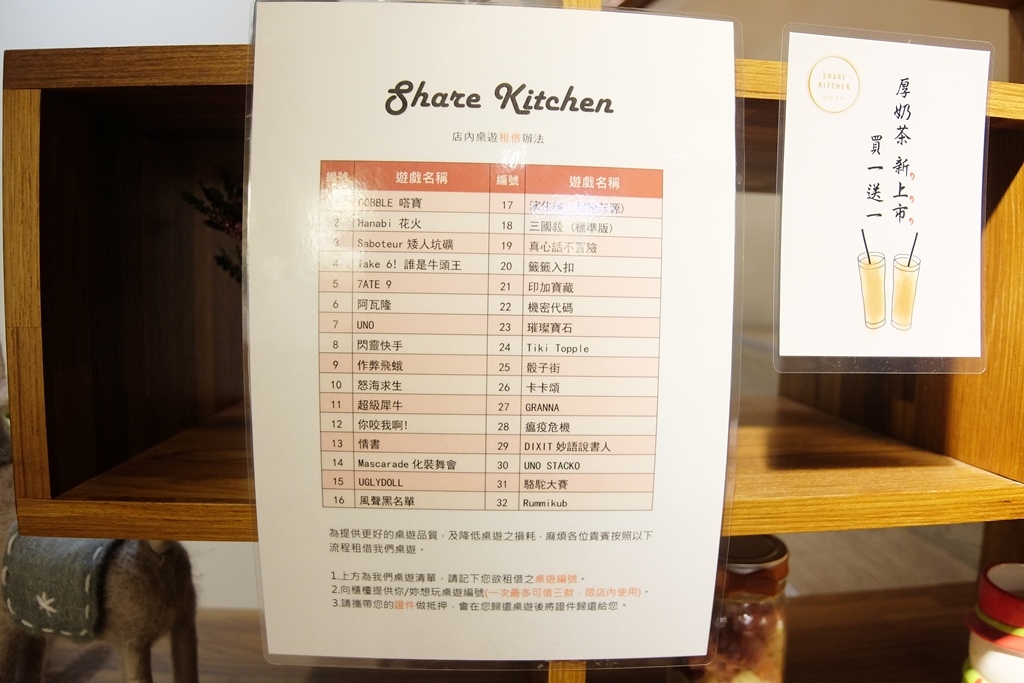 Share Kitchen
店內桌遊租借辦法
編號 遊戲名稱 編號 遊戲名稱
DOBBLE 嗒寶 17
2 Hanabi 花火 18 三國殺 (標準版)
3 Saboteur 矮人坑礦 19 真心話不冒險
4 Take 6! 誰是牛頭王 20 籤籤入扣
5 7ATE 9 21 印加寶藏
6 阿瓦隆 22 機密代碼
7 UNO 23 璀璨寶石
8 閃靈快手 24 Tiki Topple
9 作弊飛蛾 25 骰子街
10 怒海求生 26 卡卡頌
11 超級犀牛 27 GRANNA
12 你咬我啊! 28 瘟疫危機
13 情書 29 DIXIT 妙語說書人
14 Mascarade 化裝舞會 30 UNO STACKO
15 UGLYDOLL 31 駱駝大賽
16 風聲黑名單 32 Rummikub
為提供更好的桌遊品質，及降低桌遊之損耗，麻煩各位貴賓按照以下
流程租借我們桌遊。
1.上方為我們桌遊清單，請記下您欲租借之桌遊編號。
2.向櫃檯提供你/妳想玩桌遊編號(一次最多可借三款，限店內使用)。
3.請攜帶您的證件做抵押，會在您歸還桌遊後將證件歸還給您。
SHARE
KITCHEN
厚奶茶新上市
買一送一